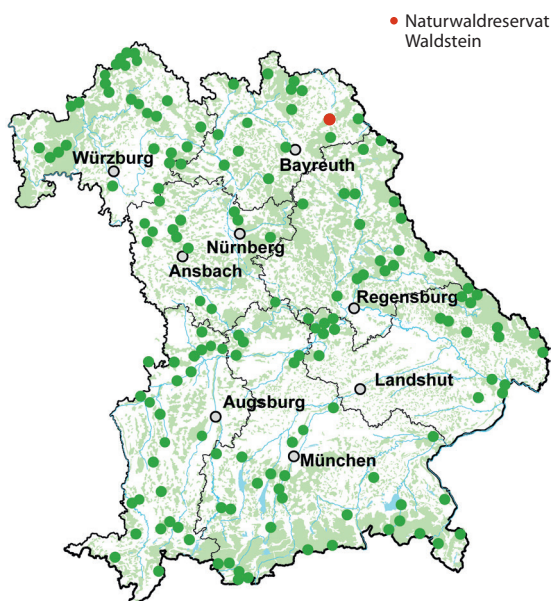 Naturwaldreservat
Waldstein
Würzburg
Bayreuth
Nürnberg
Ansbach
Regensburg
Landshut
Augsburg
München